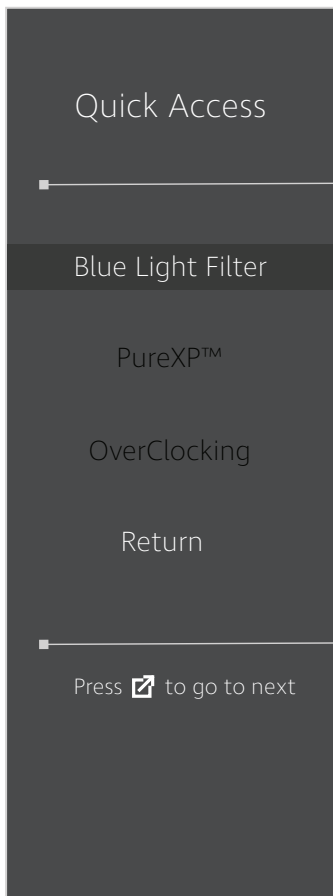 Quick Access
Blue Light Filter
PureXP™
OverClocking
Return
Press to go to next